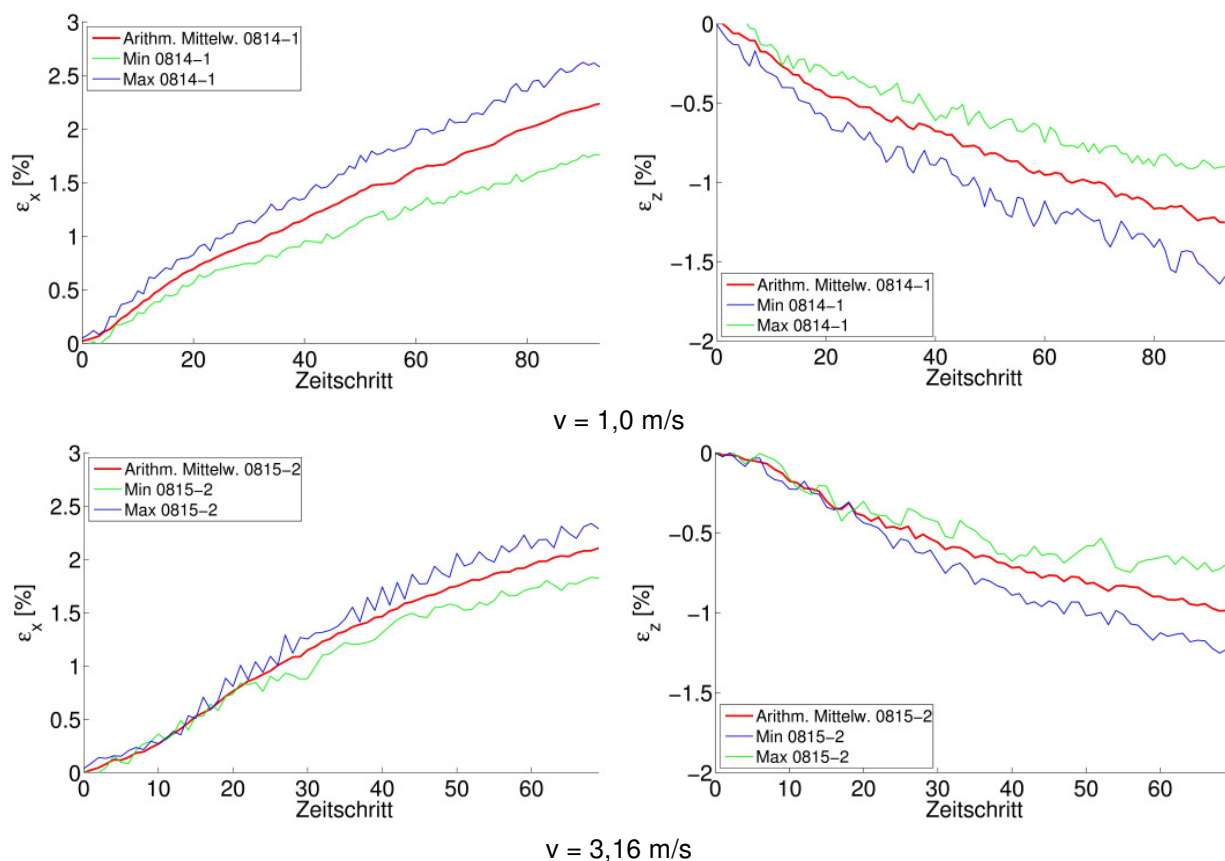 3
2.5
2
1.5
1
0.5
0
ε_x [%]
Arithm. Mittelw. 0814−1
Min 0814−1
Max 0814−1
0 20 40 60 80
Zeitschritt
0
−0.5
−1
−1.5
−2
ε_z [%]
Arithm. Mittelw. 0814−1
Min 0814−1
Max 0814−1
0 20 40 60 80
Zeitschritt
v = 1,0 m/s
3
2.5
2
1.5
1
0.5
0
ε_x [%]
Arithm. Mittelw. 0815−2
Min 0815−2
Max 0815−2
0 10 20 30 40 50 60
Zeitschritt
0
−0.5
−1
−1.5
−2
ε_z [%]
Arithm. Mittelw. 0815−2
Min 0815−2
Max 0815−2
0 10 20 30 40 50 60
Zeitschritt
v = 3,16 m/s